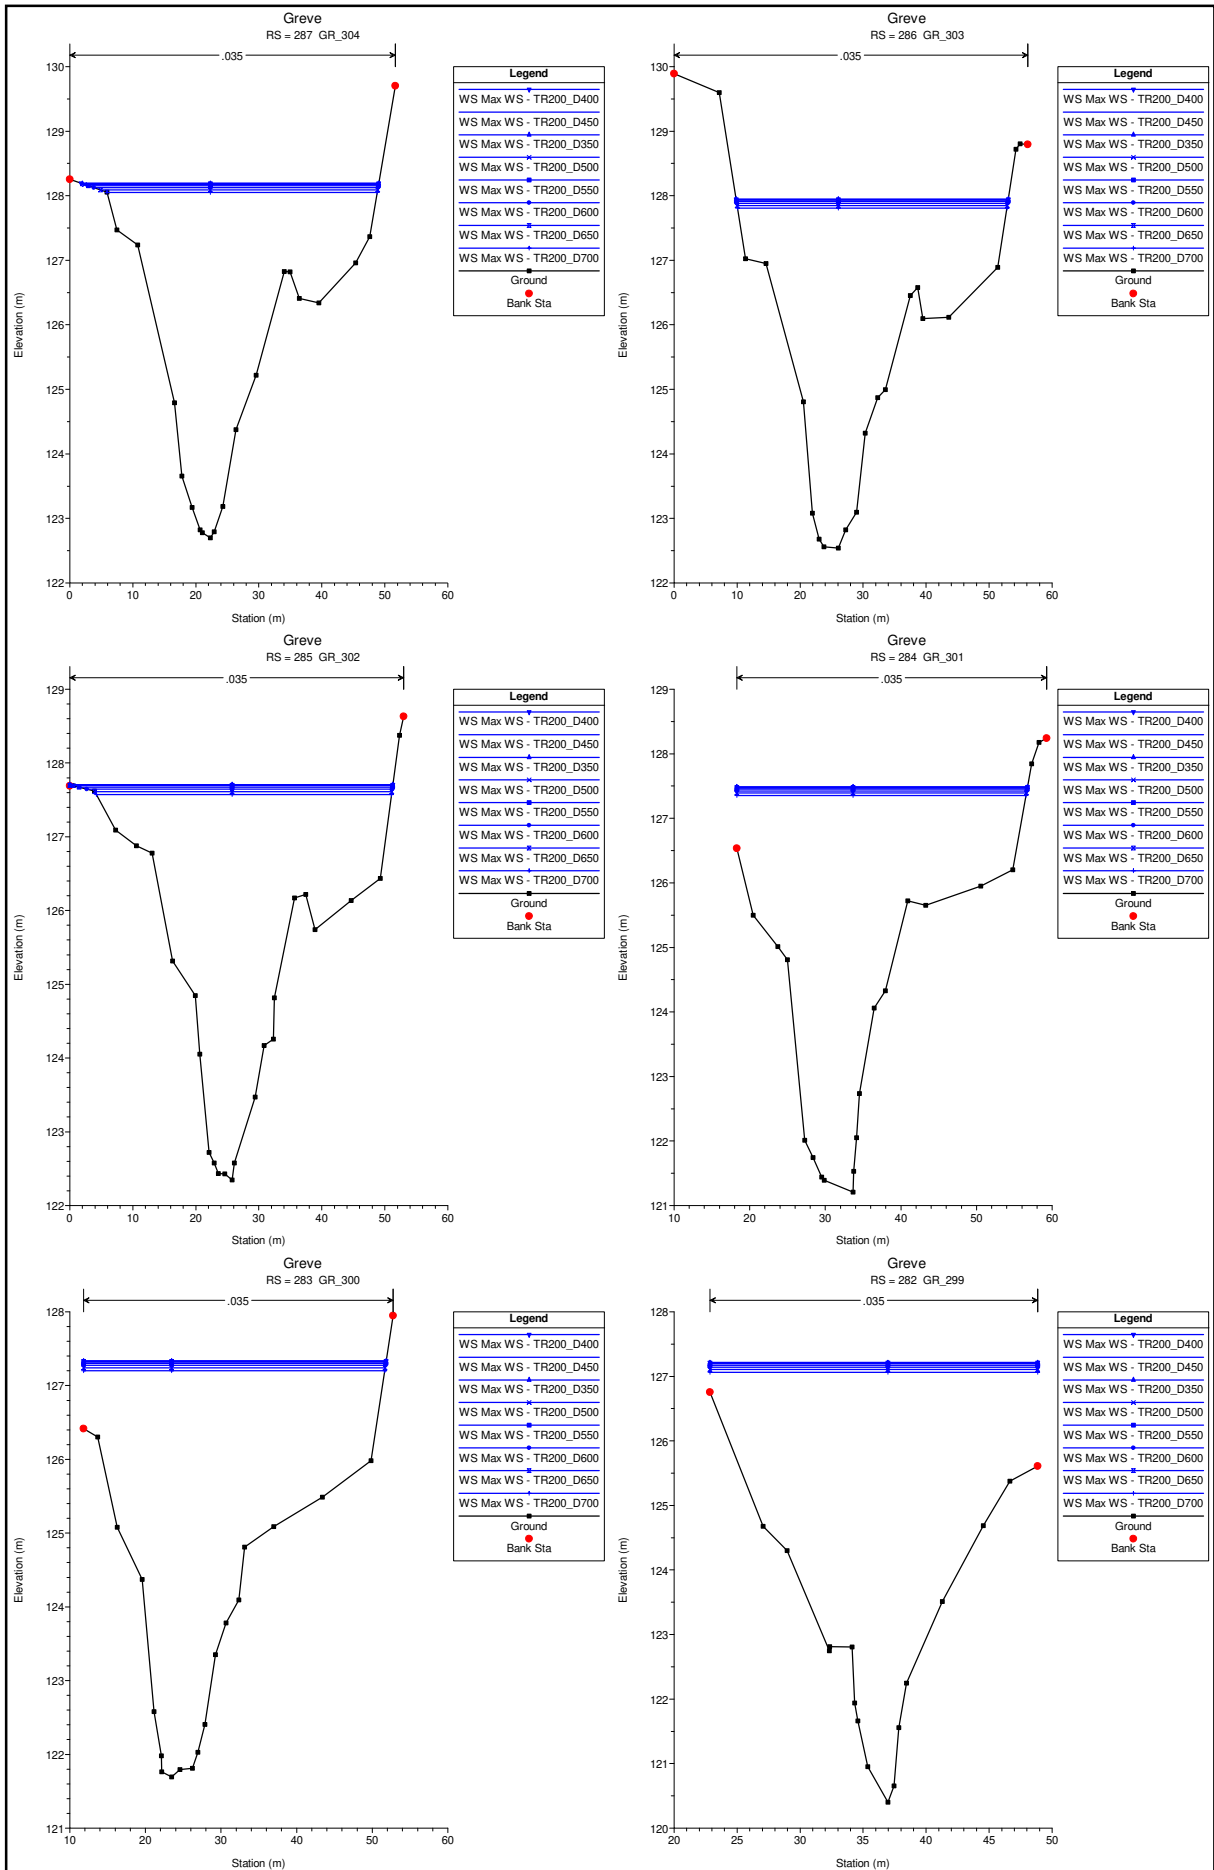 Greve
RS = 287 GR_304
.035
130
129
128
127
126
125
124
123
122
Elevation (m)
0 10 20 30 40 50 60
Station (m)
Legend
WS Max WS - TR200_D400
WS Max WS - TR200_D450
WS Max WS - TR200_D350
WS Max WS - TR200_D500
WS Max WS - TR200_D550
WS Max WS - TR200_D600
WS Max WS - TR200_D650
WS Max WS - TR200_D700
Ground
Bank Sta
Greve
RS = 286 GR_303
.035
130
129
128
127
126
125
124
123
122
Elevation (m)
0 10 20 30 40 50 60
Station (m)
Legend
WS Max WS - TR200_D400
WS Max WS - TR200_D450
WS Max WS - TR200_D350
WS Max WS - TR200_D500
WS Max WS - TR200_D550
WS Max WS - TR200_D600
WS Max WS - TR200_D650
WS Max WS - TR200_D700
Ground
Bank Sta
Greve
RS = 285 GR_302
.035
129
128
127
126
125
124
123
122
Elevation (m)
0 10 20 30 40 50 60
Station (m)
Legend
WS Max WS - TR200_D400
WS Max WS - TR200_D450
WS Max WS - TR200_D350
WS Max WS - TR200_D500
WS Max WS - TR200_D550
WS Max WS - TR200_D600
WS Max WS - TR200_D650
WS Max WS - TR200_D700
Ground
Bank Sta
Greve
RS = 284 GR_301
.035
129
128
127
126
125
124
123
122
121
Elevation (m)
10 20 30 40 50 60
Station (m)
Legend
WS Max WS - TR200_D400
WS Max WS - TR200_D450
WS Max WS - TR200_D350
WS Max WS - TR200_D500
WS Max WS - TR200_D550
WS Max WS - TR200_D600
WS Max WS - TR200_D650
WS Max WS - TR200_D700
Ground
Bank Sta
Greve
RS = 283 GR_300
.035
128
127
126
125
124
123
122
121
Elevation (m)
10 20 30 40 50 60
Station (m)
Legend
WS Max WS - TR200_D400
WS Max WS - TR200_D450
WS Max WS - TR200_D350
WS Max WS - TR200_D500
WS Max WS - TR200_D550
WS Max WS - TR200_D600
WS Max WS - TR200_D650
WS Max WS - TR200_D700
Ground
Bank Sta
Greve
RS = 282 GR_299
.035
128
127
126
125
124
123
122
121
120
Elevation (m)
20 25 30 35 40 45 50
Station (m)
Legend
WS Max WS - TR200_D400
WS Max WS - TR200_D450
WS Max WS - TR200_D350
WS Max WS - TR200_D500
WS Max WS - TR200_D550
WS Max WS - TR200_D600
WS Max WS - TR200_D650
WS Max WS - TR200_D700
Ground
Bank Sta